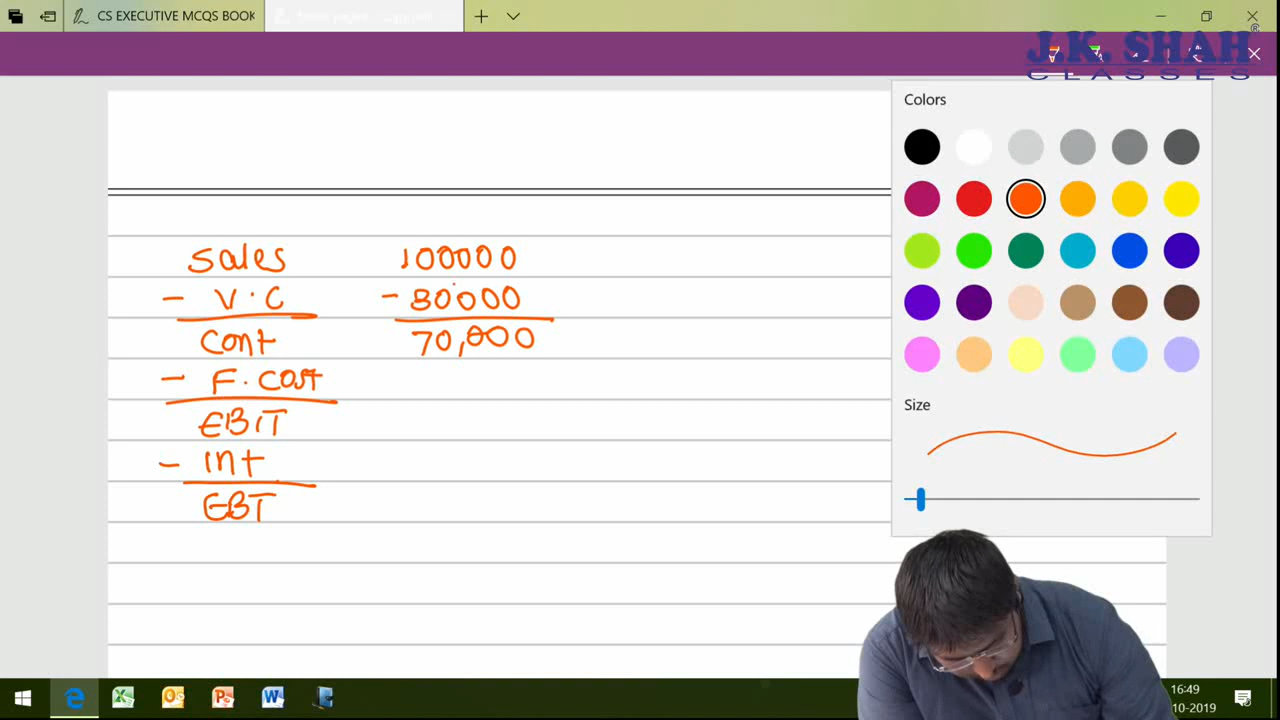 CS EXECUTIVE MCQS BOOK
J.K. SHAH ®
CLASSES
Colors
Sales 100000
- V.C - 30000
Cont 70,000
- F. Cost
EBIT
- Int
EBT
Size
16:49
10-2019